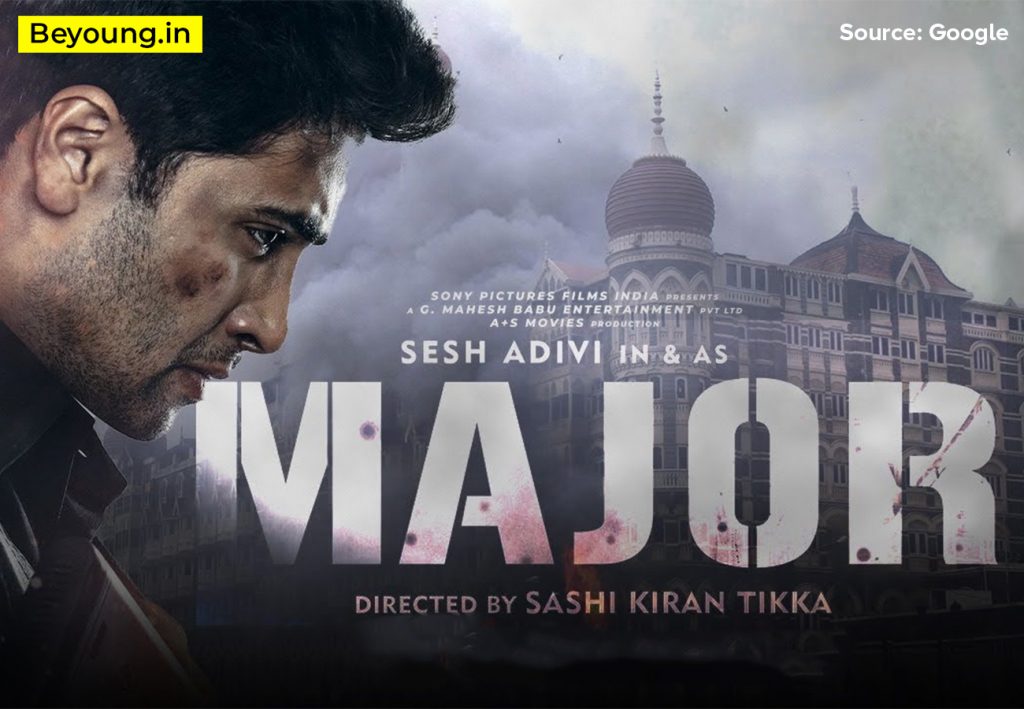 Beyoung.in
Source: Google
SONY PICTURES FILMS INDIA PRESENTS
A G. MAHESH BABU ENTERTAINMENT PVT LTD
A+S MOVIES PRODUCTION
SESH ADIVI IN & AS
MAJOR
DIRECTED BY SASHI KIRAN TIKKA